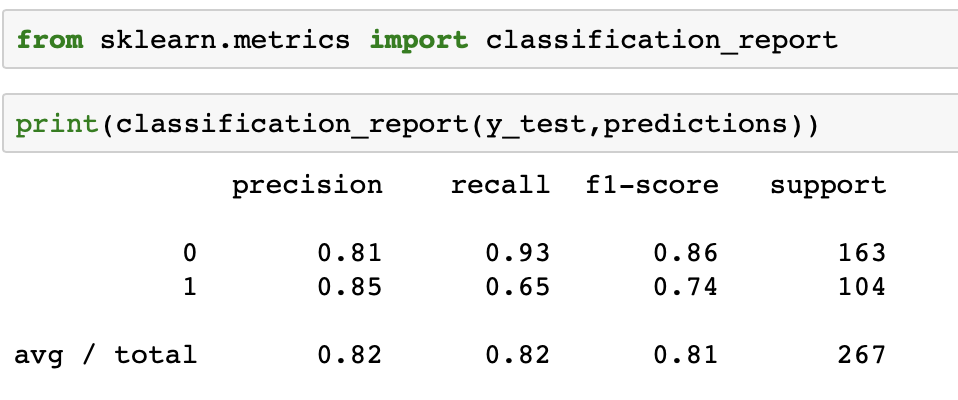 from sklearn.metrics import classification_report
print(classification_report(y_test,predictions))
precision recall f1-score support
0 0.81 0.93 0.86 163
1 0.85 0.65 0.74 104
avg / total 0.82 0.82 0.81 267